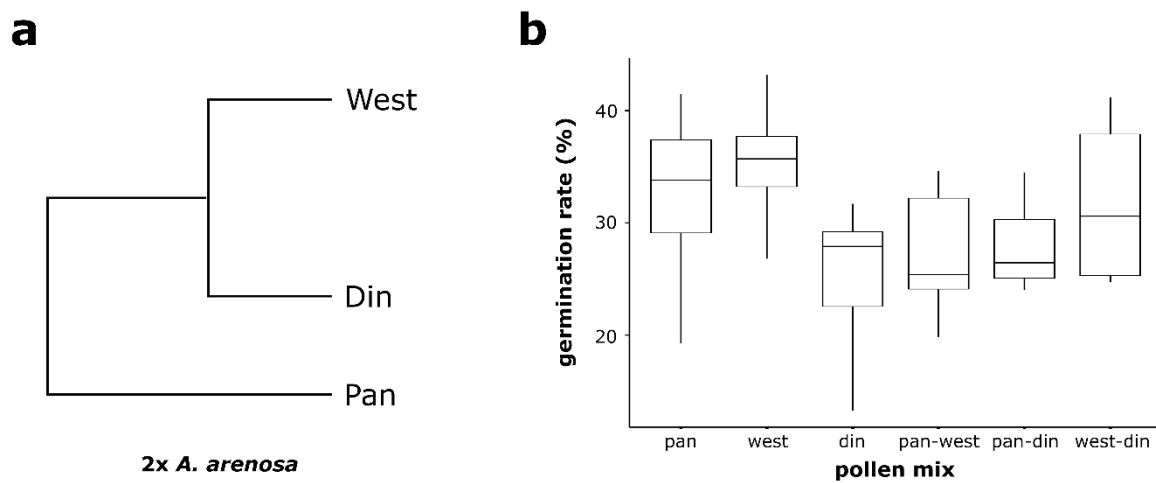 a
West
Din
Pan
2x A. arenosa
b
germination rate (%)
40
30
20
pan west din pan-west pan-din west-din
pollen mix